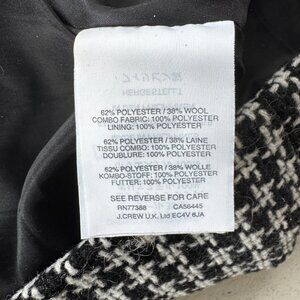 62% POLYESTER / 38% WOOL
COMBO FABRIC: 100% POLYESTER
LINING: 100% POLYESTER
62% POLYESTER / 38% LAINE
TISSU COMBO: 100% POLYESTER
DOUBLURE: 100% POLYESTER
62% POLYESTER / 38% WOLLE
KOMBO-STOFF: 100% POLYESTER
FUTTER: 100% POLYESTER
SEE REVERSE FOR CARE
RN77388 CA56445
J.CREW U.K. Ltd EC4V 6JA